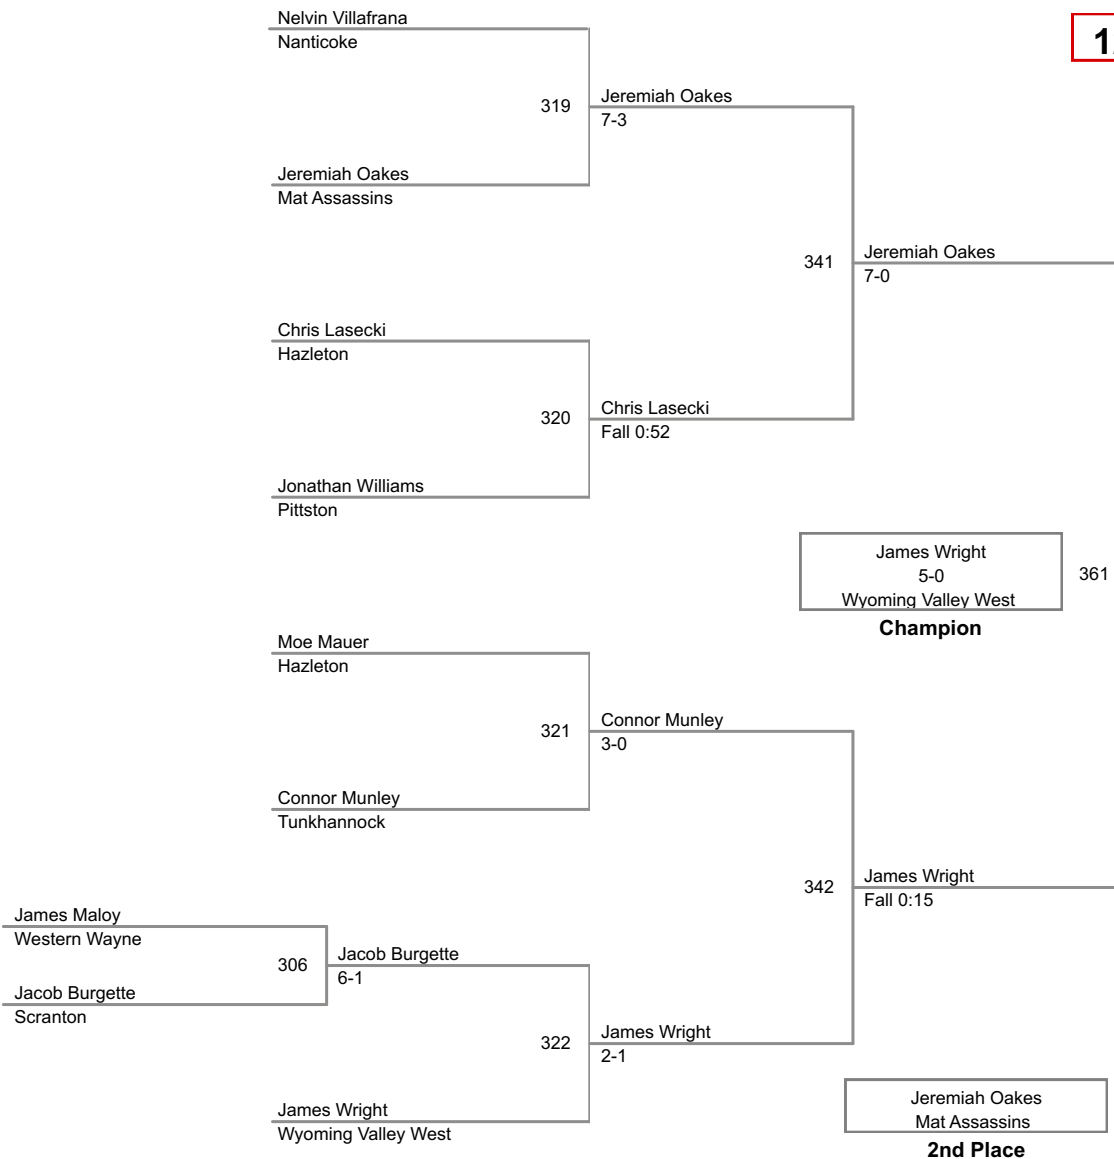 Nelvin Villafrana
Nanticoke
1
319
Jeremiah Oakes
7-3
Jeremiah Oakes
Mat Assassins
341
Jeremiah Oakes
7-0
Chris Lasecki
Hazleton
320
Chris Lasecki
Fall 0:52
Jonathan Williams
Pittston
James Wright
5-0
Wyoming Valley West
361
Champion
Moe Mauer
Hazleton
321
Connor Munley
3-0
Connor Munley
Tunkhannock
342
James Wright
Fall 0:15
James Maloy
Western Wayne
306
Jacob Burgette
6-1
Jacob Burgette
Scranton
322
James Wright
2-1
James Wright
Wyoming Valley West
Jeremiah Oakes
Mat Assassins
2nd Place